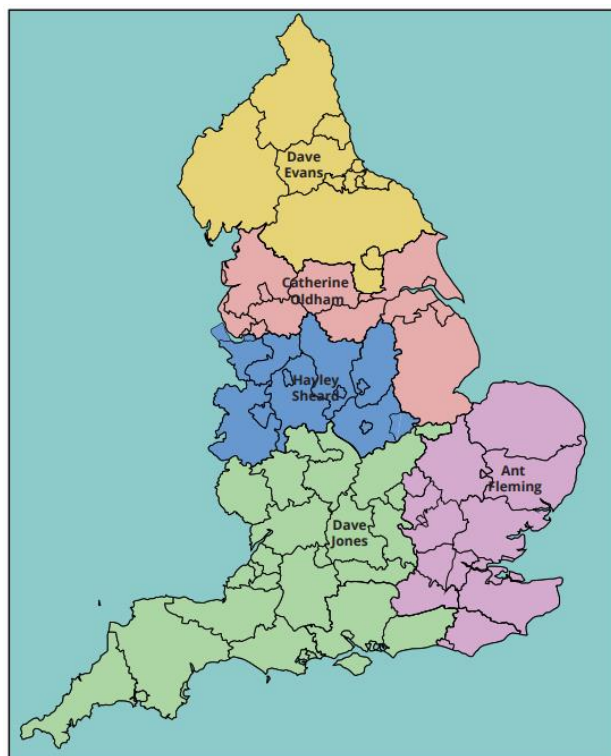 Dave
Evans
Catherine
Oldham
Hayley
Sheard
Ant
Fleming
Dave
Jones